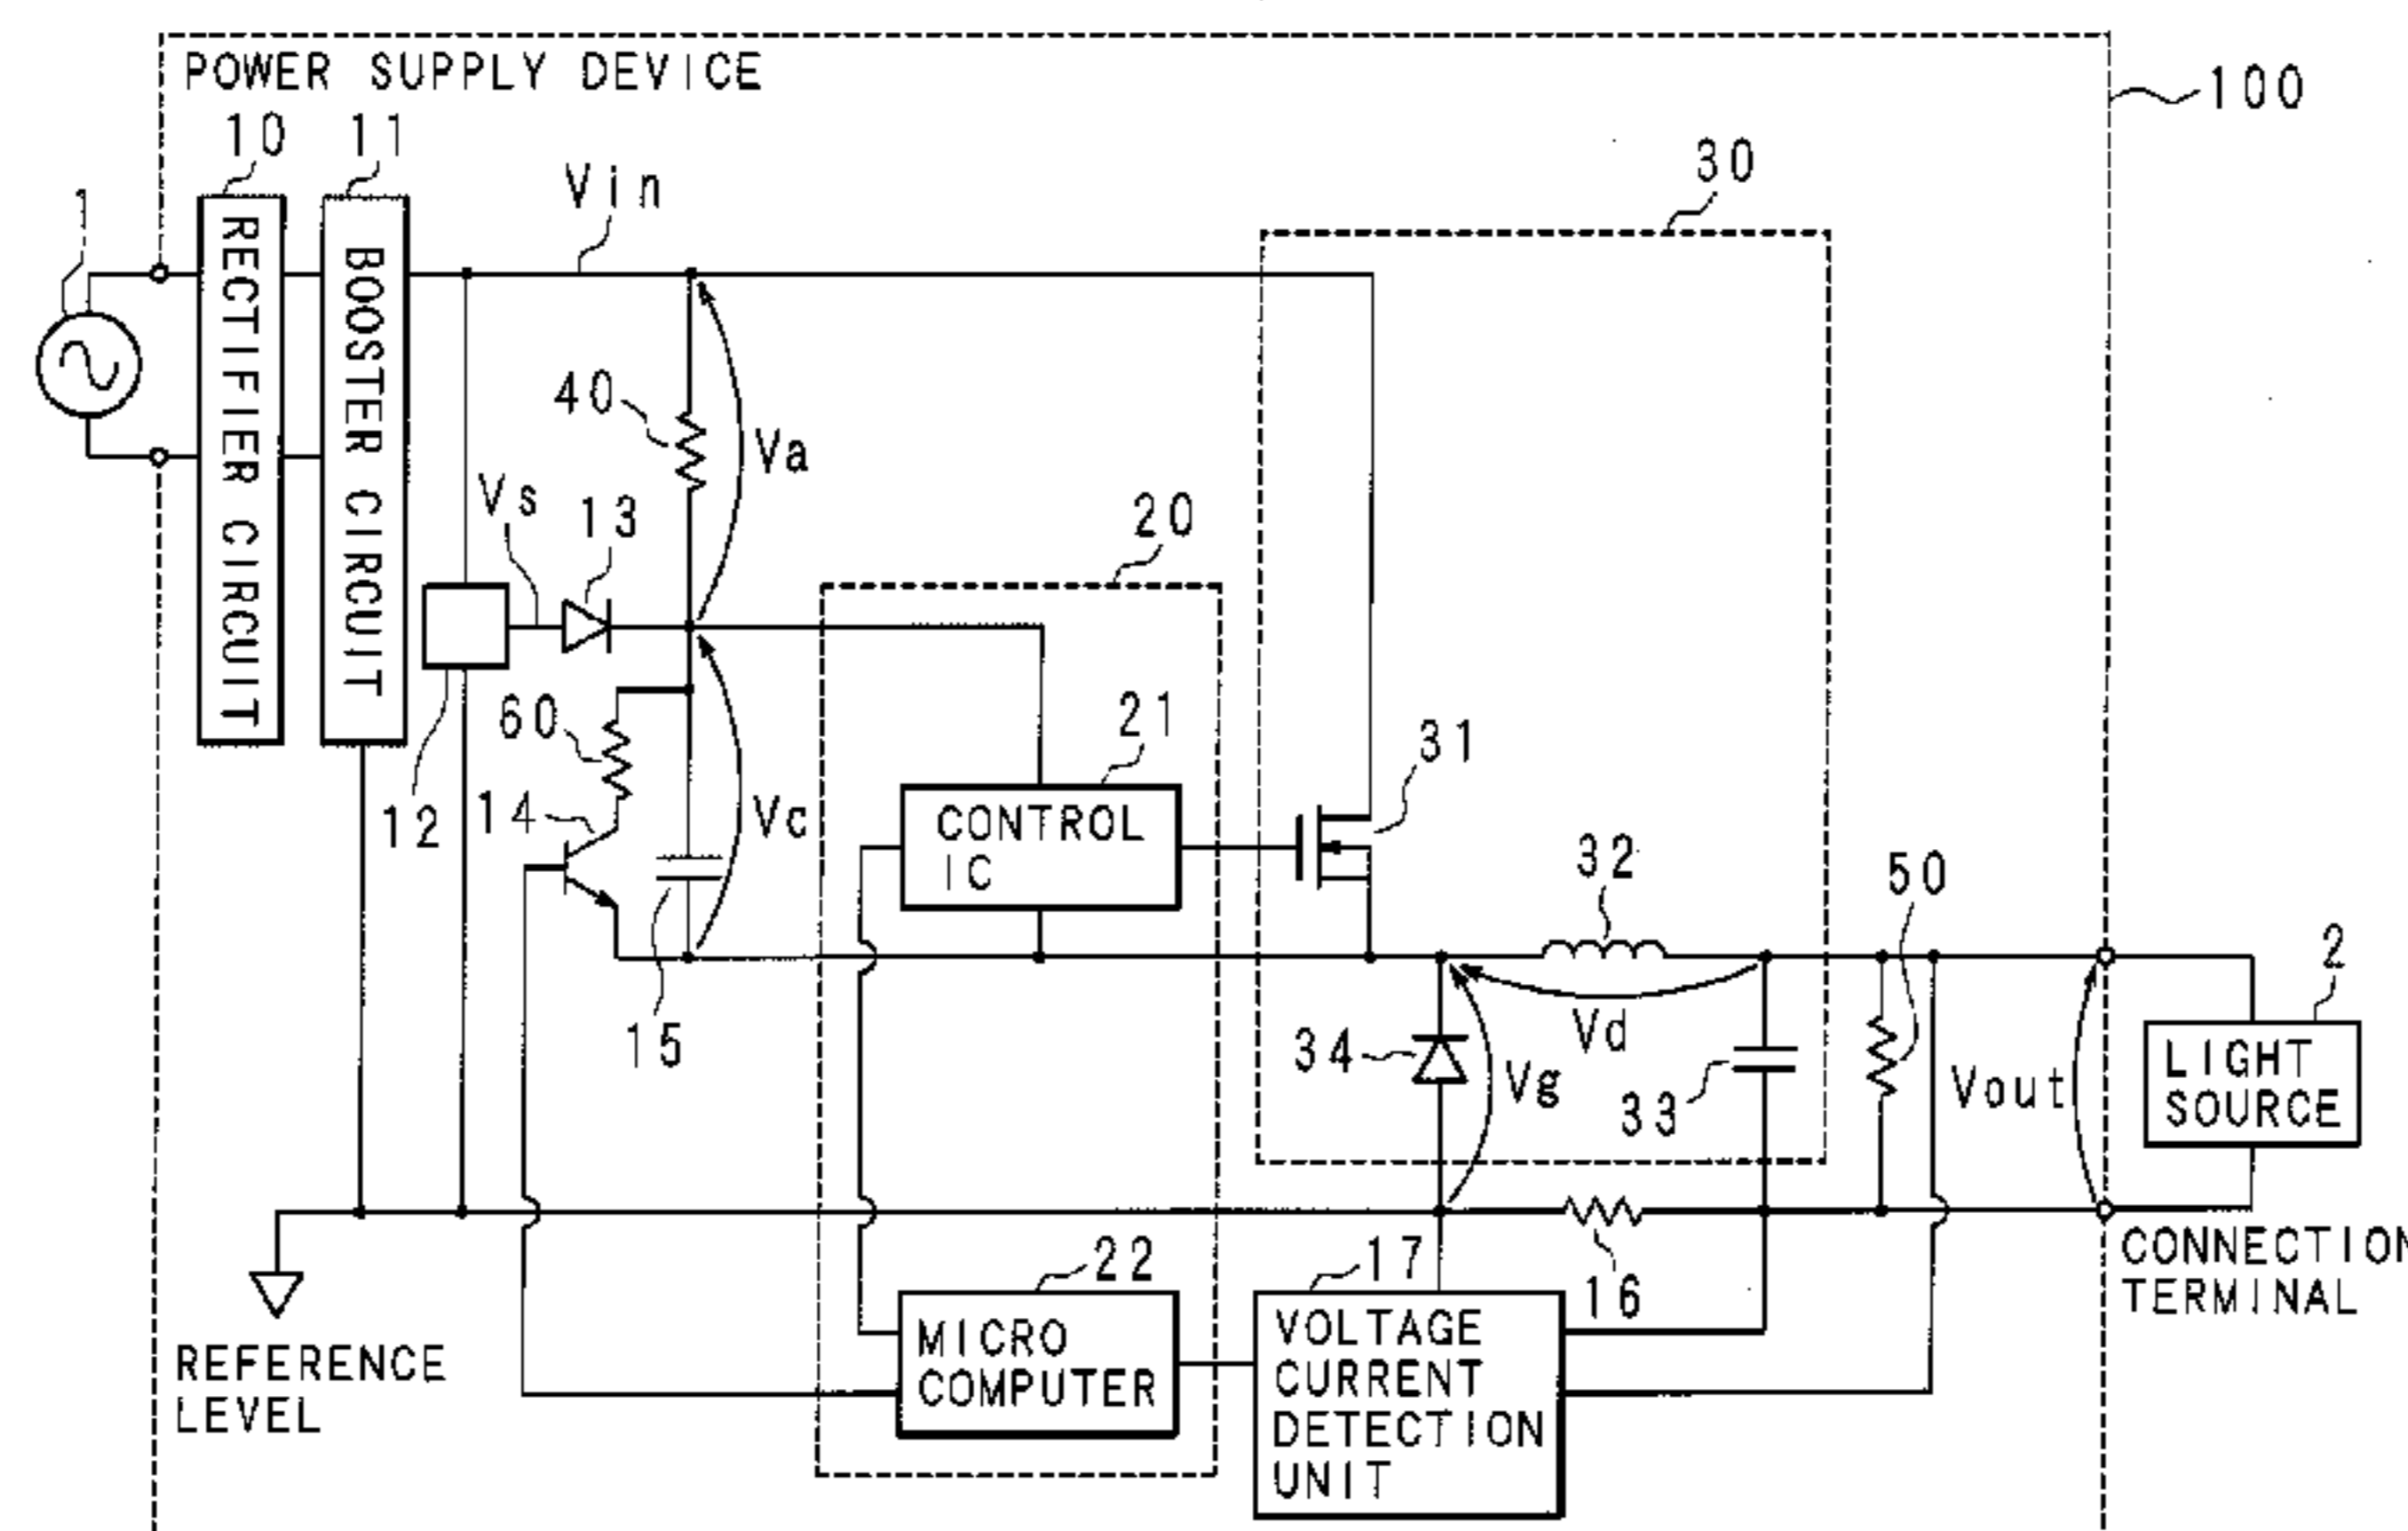 POWER SUPPLY DEVICE
100
10
11
30
1
Vin
RECTIFIER CIRCUIT
BOOSTER CIRCUIT
40
Va
Vs
13
20
60
21
31
12
14
Vc
CONTROL
IC
32
50
2
15
34
Vd
Vg
33
Vout
LIGHT
SOURCE
22
17
16
CONNECTION
TERMINAL
REFERENCE
LEVEL
MICRO
COMPUTER
VOLTAGE
CURRENT
DETECTION
UNIT